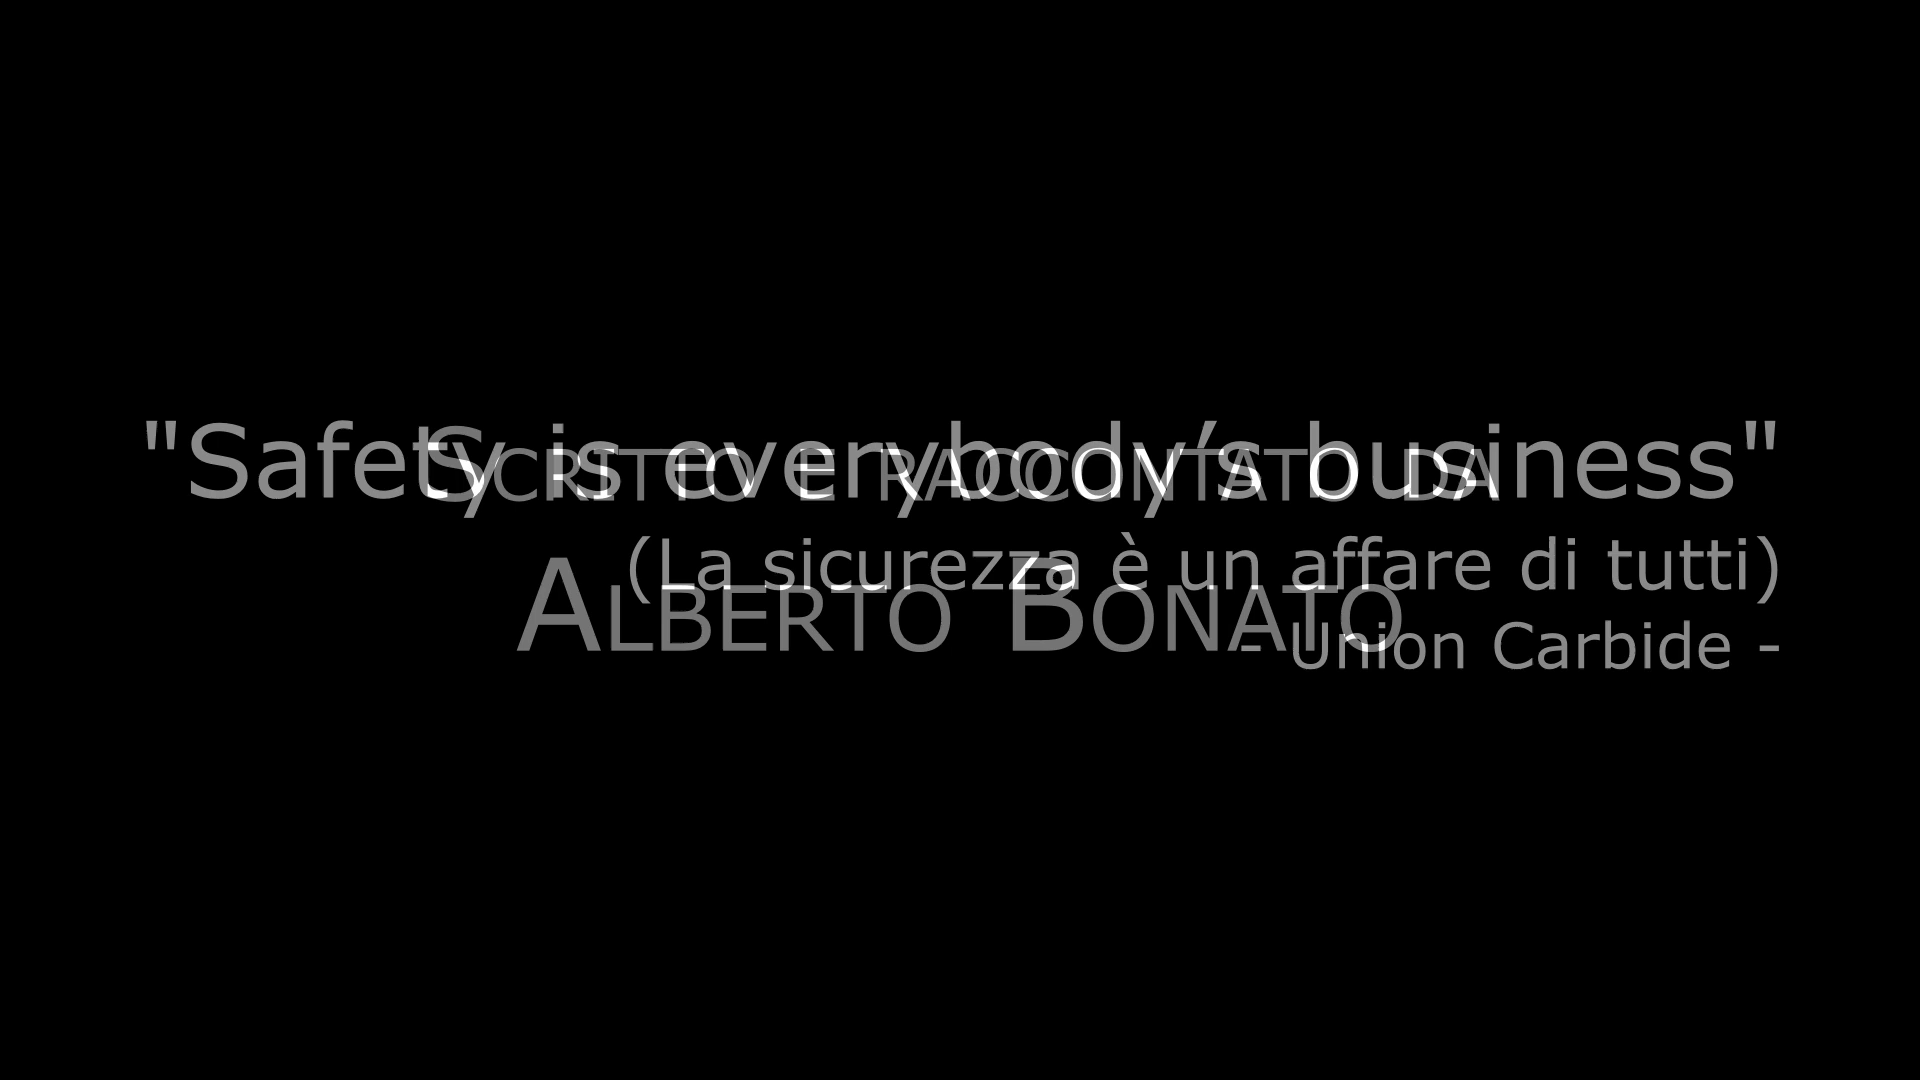 "Safety is everybody’s business"
(La sicurezza è un affare di tutti)
- Union Carbide -
SCRITTO E RACCONTATO DA
ALBERTO BONATO